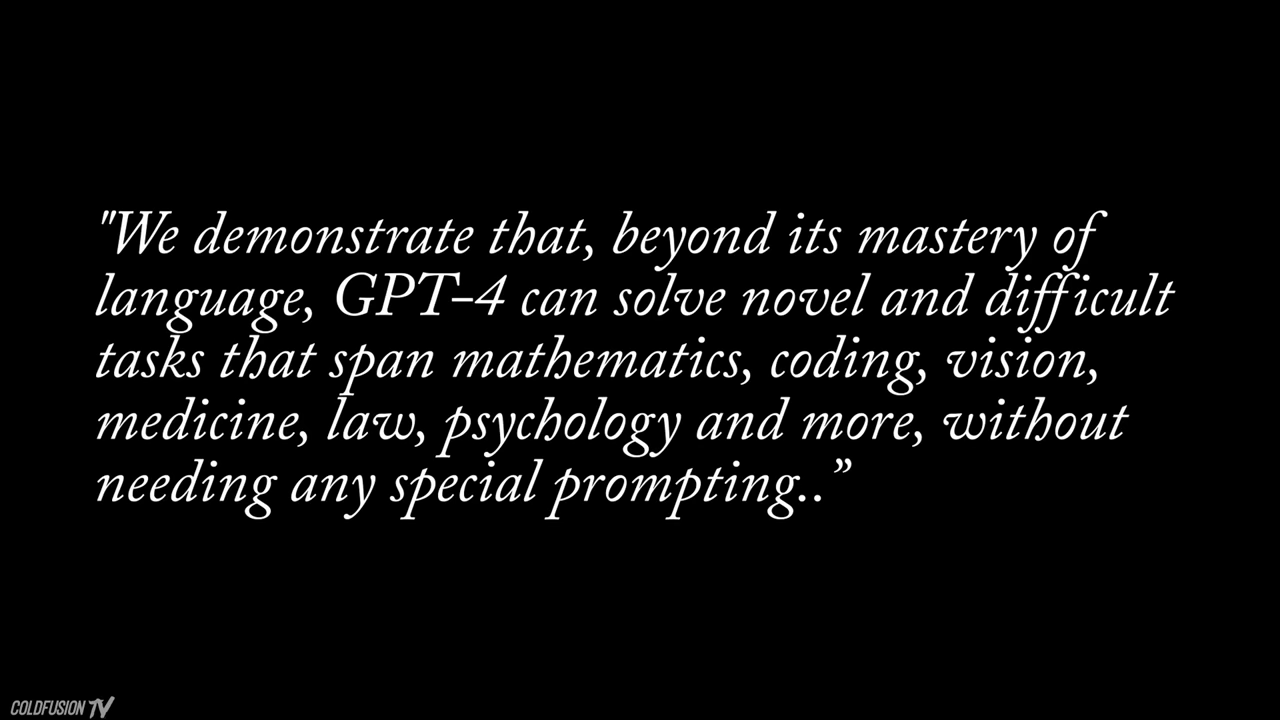 "We demonstrate that, beyond its mastery of
language, GPT-4 can solve novel and difficult
tasks that span mathematics, coding, vision,
medicine, law, psychology and more, without
needing any special prompting..”
COLDFUSION TV